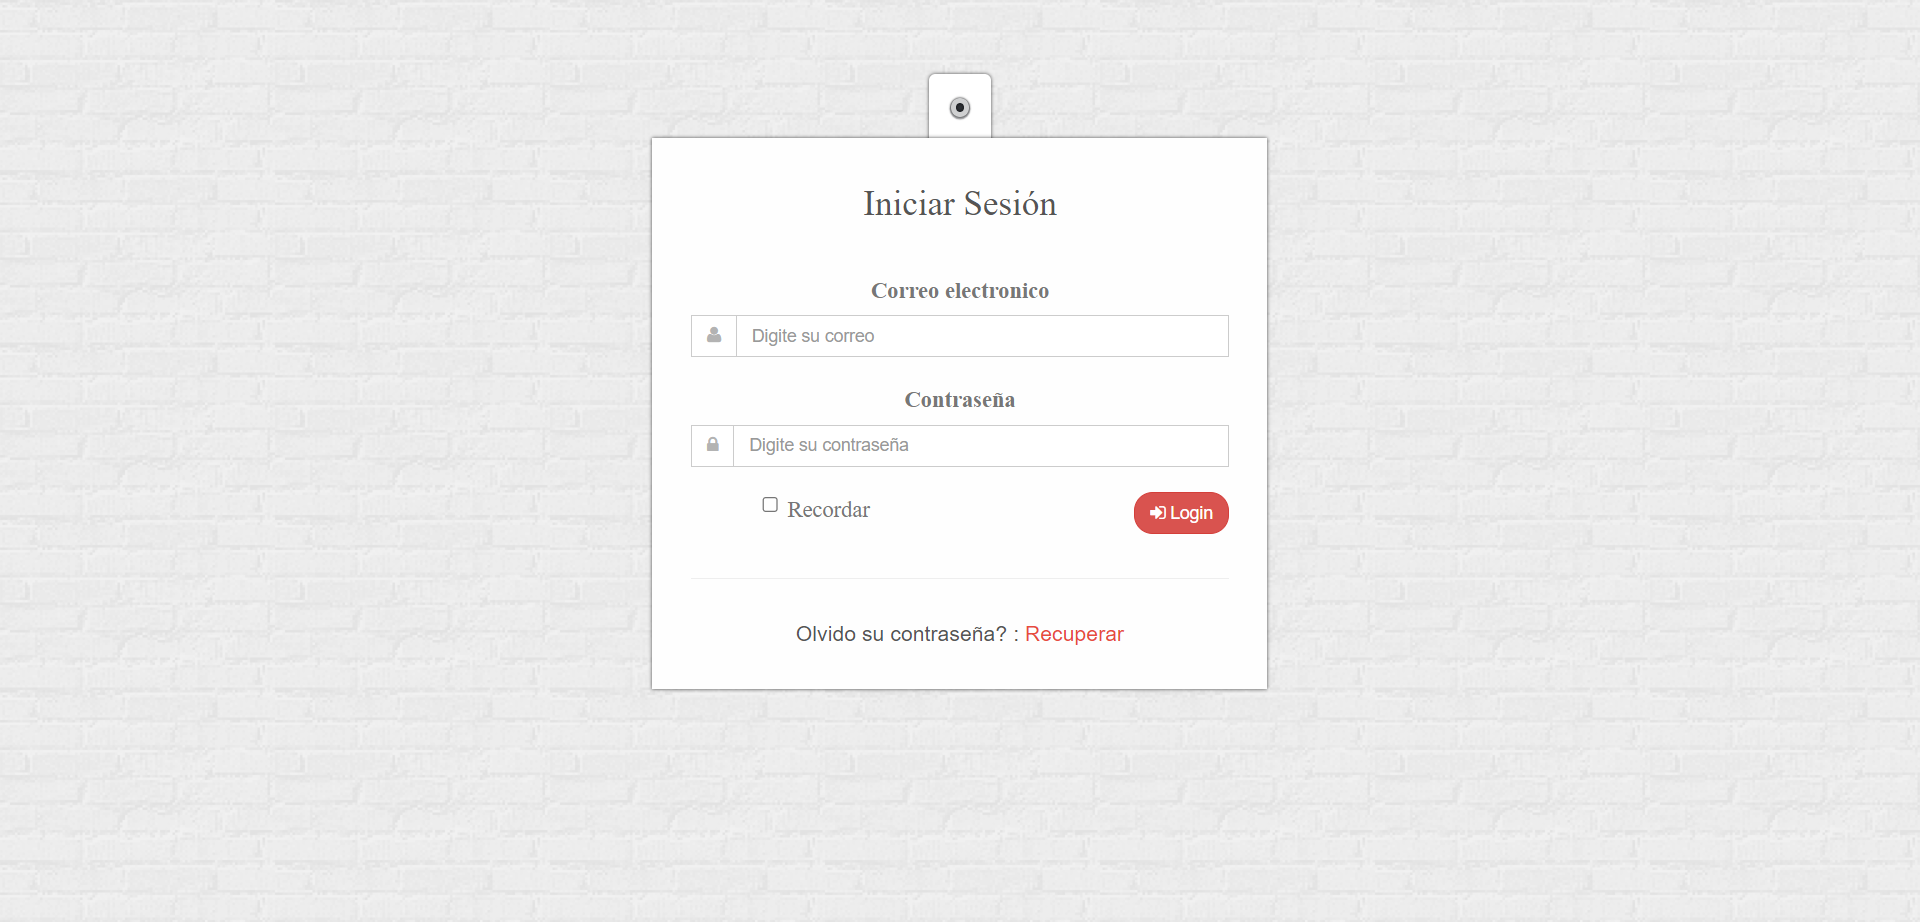 Iniciar Sesión
Correo electronico
Digite su correo
Contraseña
Digite su contraseña
Recordar
Login
Olvido su contraseña? : Recuperar